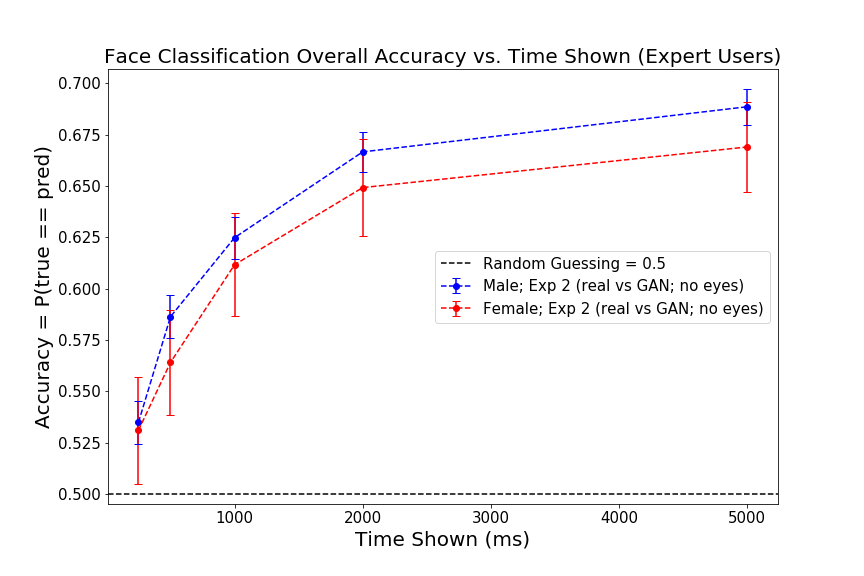 Face Classification Overall Accuracy vs. Time Shown (Expert Users)
Accuracy = P(true == pred)
0.700
0.675
0.650
0.625
0.600
0.575
0.550
0.525
0.500
Random Guessing = 0.5
Male; Exp 2 (real vs GAN; no eyes)
Female; Exp 2 (real vs GAN; no eyes)
1000 2000 3000 4000 5000
Time Shown (ms)